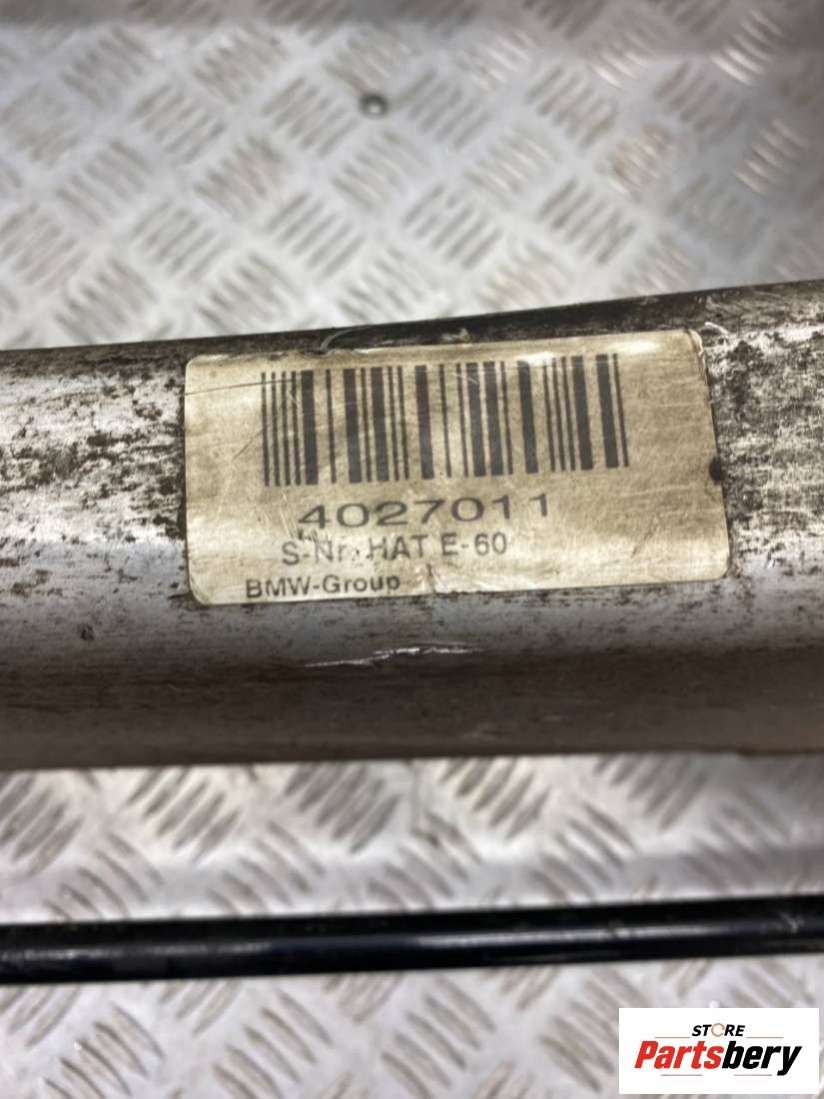 4027011
S-Nr. HAT E-60
BMW-Group
STORE
Partsbery